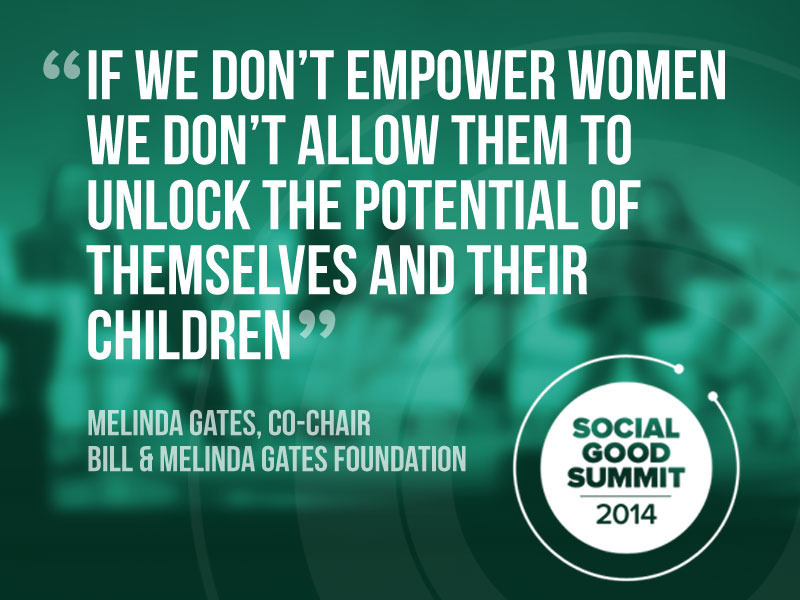 “IF WE DON’T EMPOWER WOMEN
WE DON’T ALLOW THEM TO
UNLOCK THE POTENTIAL OF
THEMSELVES AND THEIR
CHILDREN”
MELINDA GATES, CO-CHAIR
BILL & MELINDA GATES FOUNDATION
SOCIAL
GOOD
SUMMIT
2014